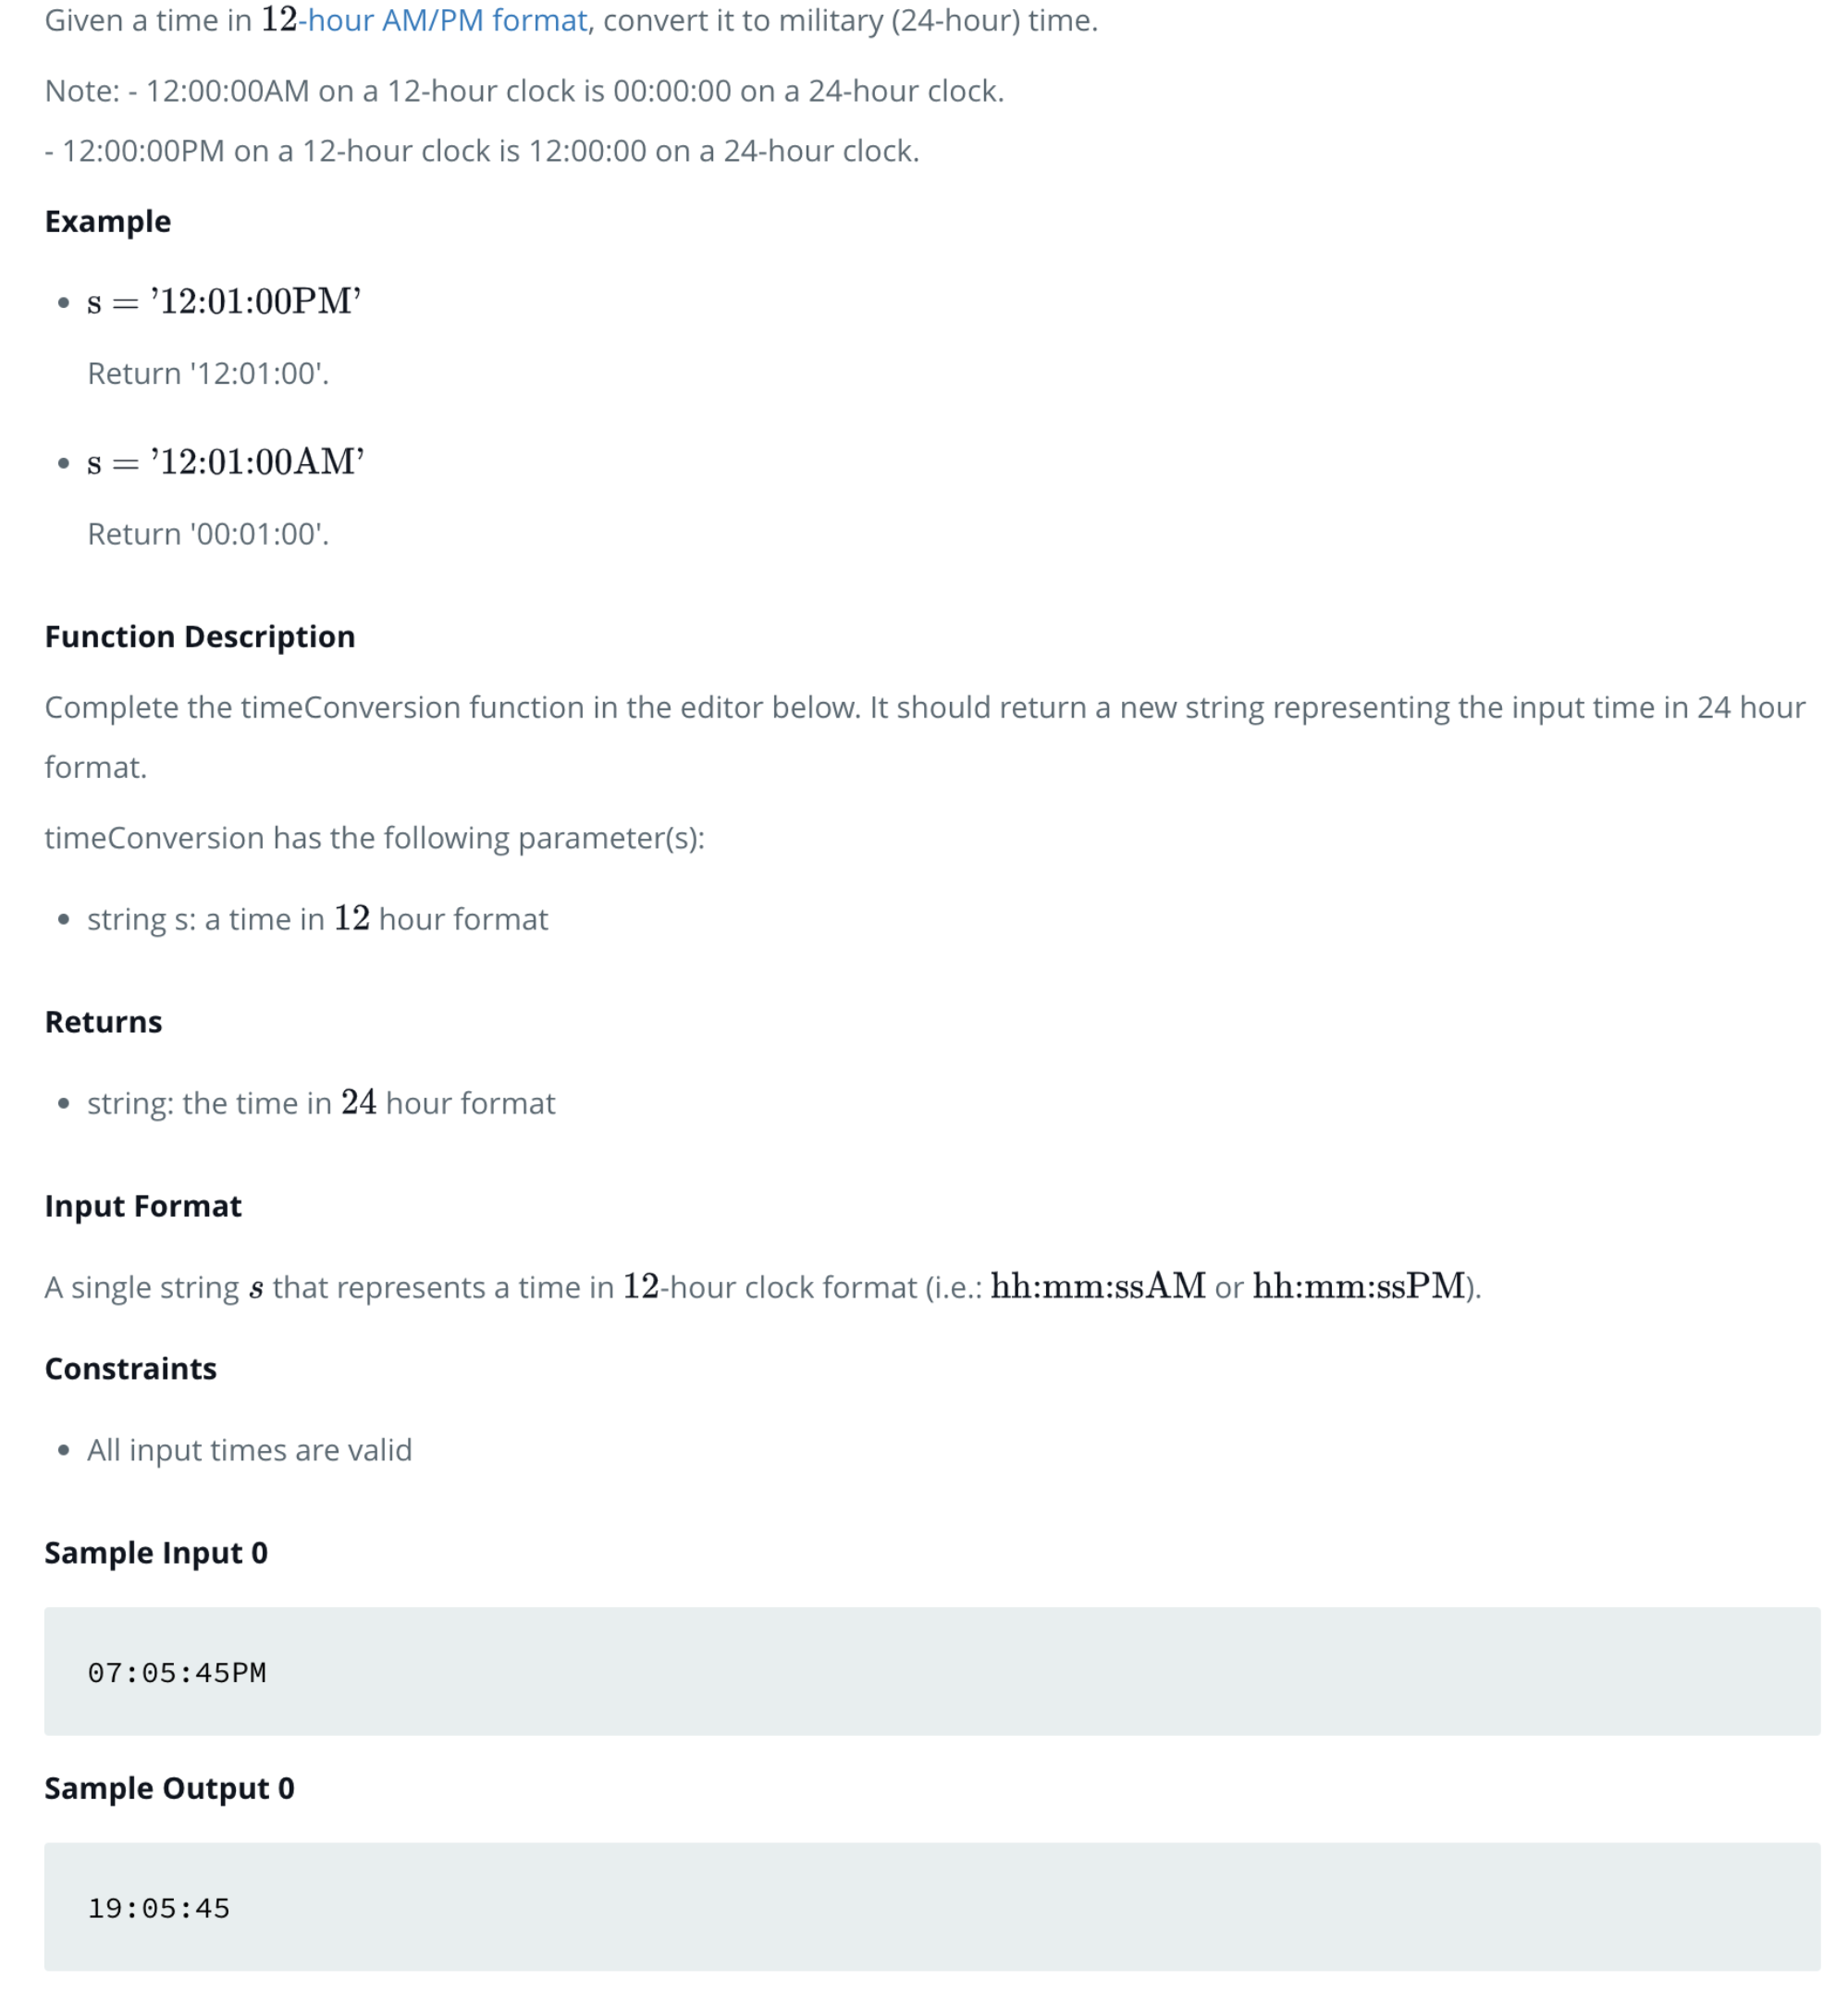 Given a time in 12-hour AM/PM format, convert it to military (24-hour) time.
Note: - 12:00:00AM on a 12-hour clock is 00:00:00 on a 24-hour clock.
- 12:00:00PM on a 12-hour clock is 12:00:00 on a 24-hour clock.
Example
• s = ’12:01:00PM’
Return '12:01:00'.
• s = ’12:01:00AM’
Return '00:01:00'.
Function Description
Complete the timeConversion function in the editor below. It should return a new string representing the input time in 24 hour
format.
timeConversion has the following parameter(s):
• string s: a time in 12 hour format
Returns
• string: the time in 24 hour format
Input Format
A single string s that represents a time in 12-hour clock format (i.e.: hh:mm:ssAM or hh:mm:ssPM).
Constraints
• All input times are valid
Sample Input 0
07:05:45PM
Sample Output 0
19:05:45